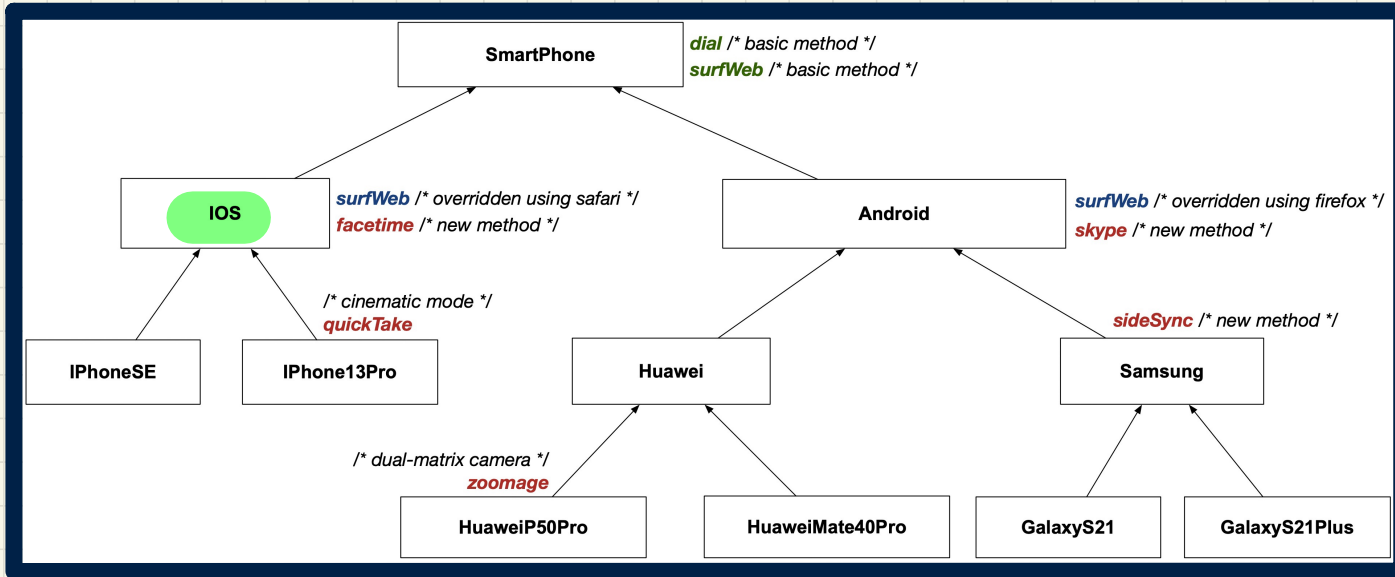 SmartPhone
dial /* basic method */
surfWeb /* basic method */
IOS
surfWeb /* overridden using safari */
facetime /* new method */
Android
surfWeb /* overridden using firefox */
skype /* new method */
/* cinematic mode */
quickTake
sideSync /* new method */
IPhoneSE
IPhone13Pro
Huawei
Samsung
/* dual-matrix camera */
zoomage
HuaweiP50Pro
HuaweiMate40Pro
GalaxyS21
GalaxyS21Plus